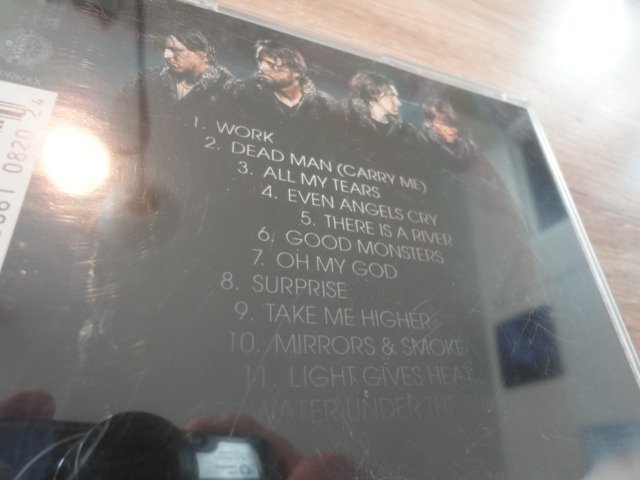 1. WORK
2. DEAD MAN (CARRY ME)
3. ALL MY TEARS
4. EVEN ANGELS CRY
5. THERE IS A RIVER
6. GOOD MONSTERS
7. OH MY GOD
8. SURPRISE
9. TAKE ME HIGHER
10. MIRRORS & SMOKE
11. LIGHT GIVES HEAT
WATER UNDER THE
0820 24